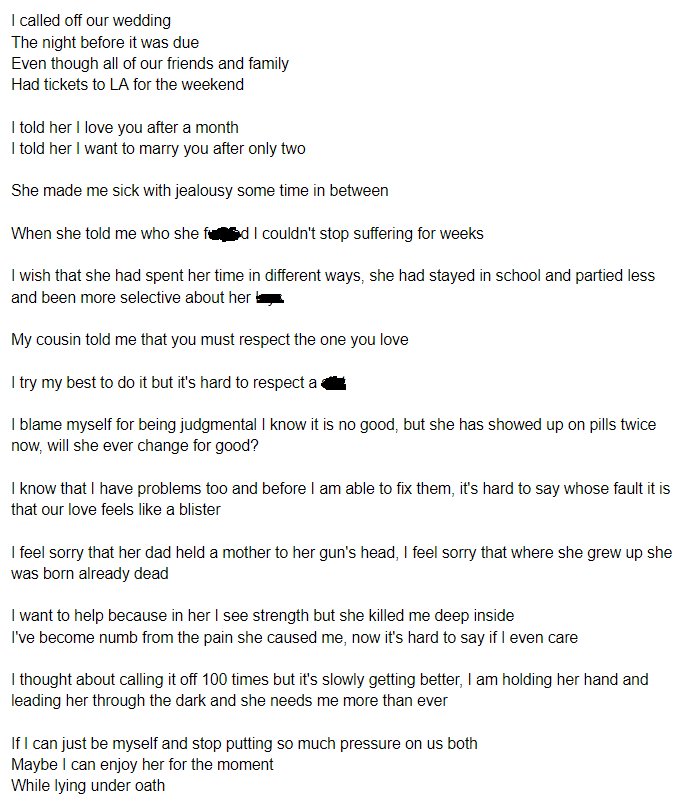 I called off our wedding
The night before it was due
Even though all of our friends and family
Had tickets to LA for the weekend
I told her I love you after a month
I told her I want to marry you after only two
She made me sick with jealousy some time in between
When she told me who she I couldn't stop suffering for weeks
I wish that she had spent her time in different ways, she had stayed in school and partied less
and been more selective about her
My cousin told me that you must respect the one you love
I try my best to do it but it's hard to respect a
I blame myself for being judgmental I know it is no good, but she has showed up on pills twice
now, will she ever change for good?
I know that I have problems too and before I am able to fix them, it's hard to say whose fault it is
that our love feels like a blister
I feel sorry that her dad held a mother to her gun's head, I feel sorry that where she grew up she
was born already dead
I want to help because in her I see strength but she killed me deep inside
I've become numb from the pain she caused me, now it's hard to say if I even care
I thought about calling it off 100 times but it's slowly getting better, I am holding her hand and
leading her through the dark and she needs me more than ever
If I can just be myself and stop putting so much pressure on us both
Maybe I can enjoy her for the moment
While lying under oath